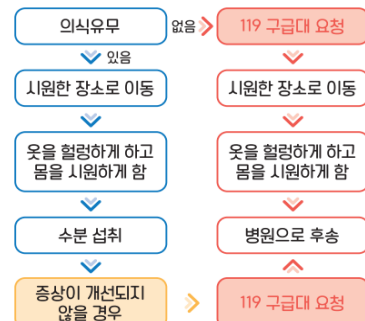 의식유무
없음
119 구급대 요청
있음
시원한 장소로 이동
시원한 장소로 이동
옷을 헐렁하게 하고
몸을 시원하게 함
옷을 헐렁하게 하고
몸을 시원하게 함
수분 섭취
병원으로 후송
증상이 개선되지
않을 경우
119 구급대 요청